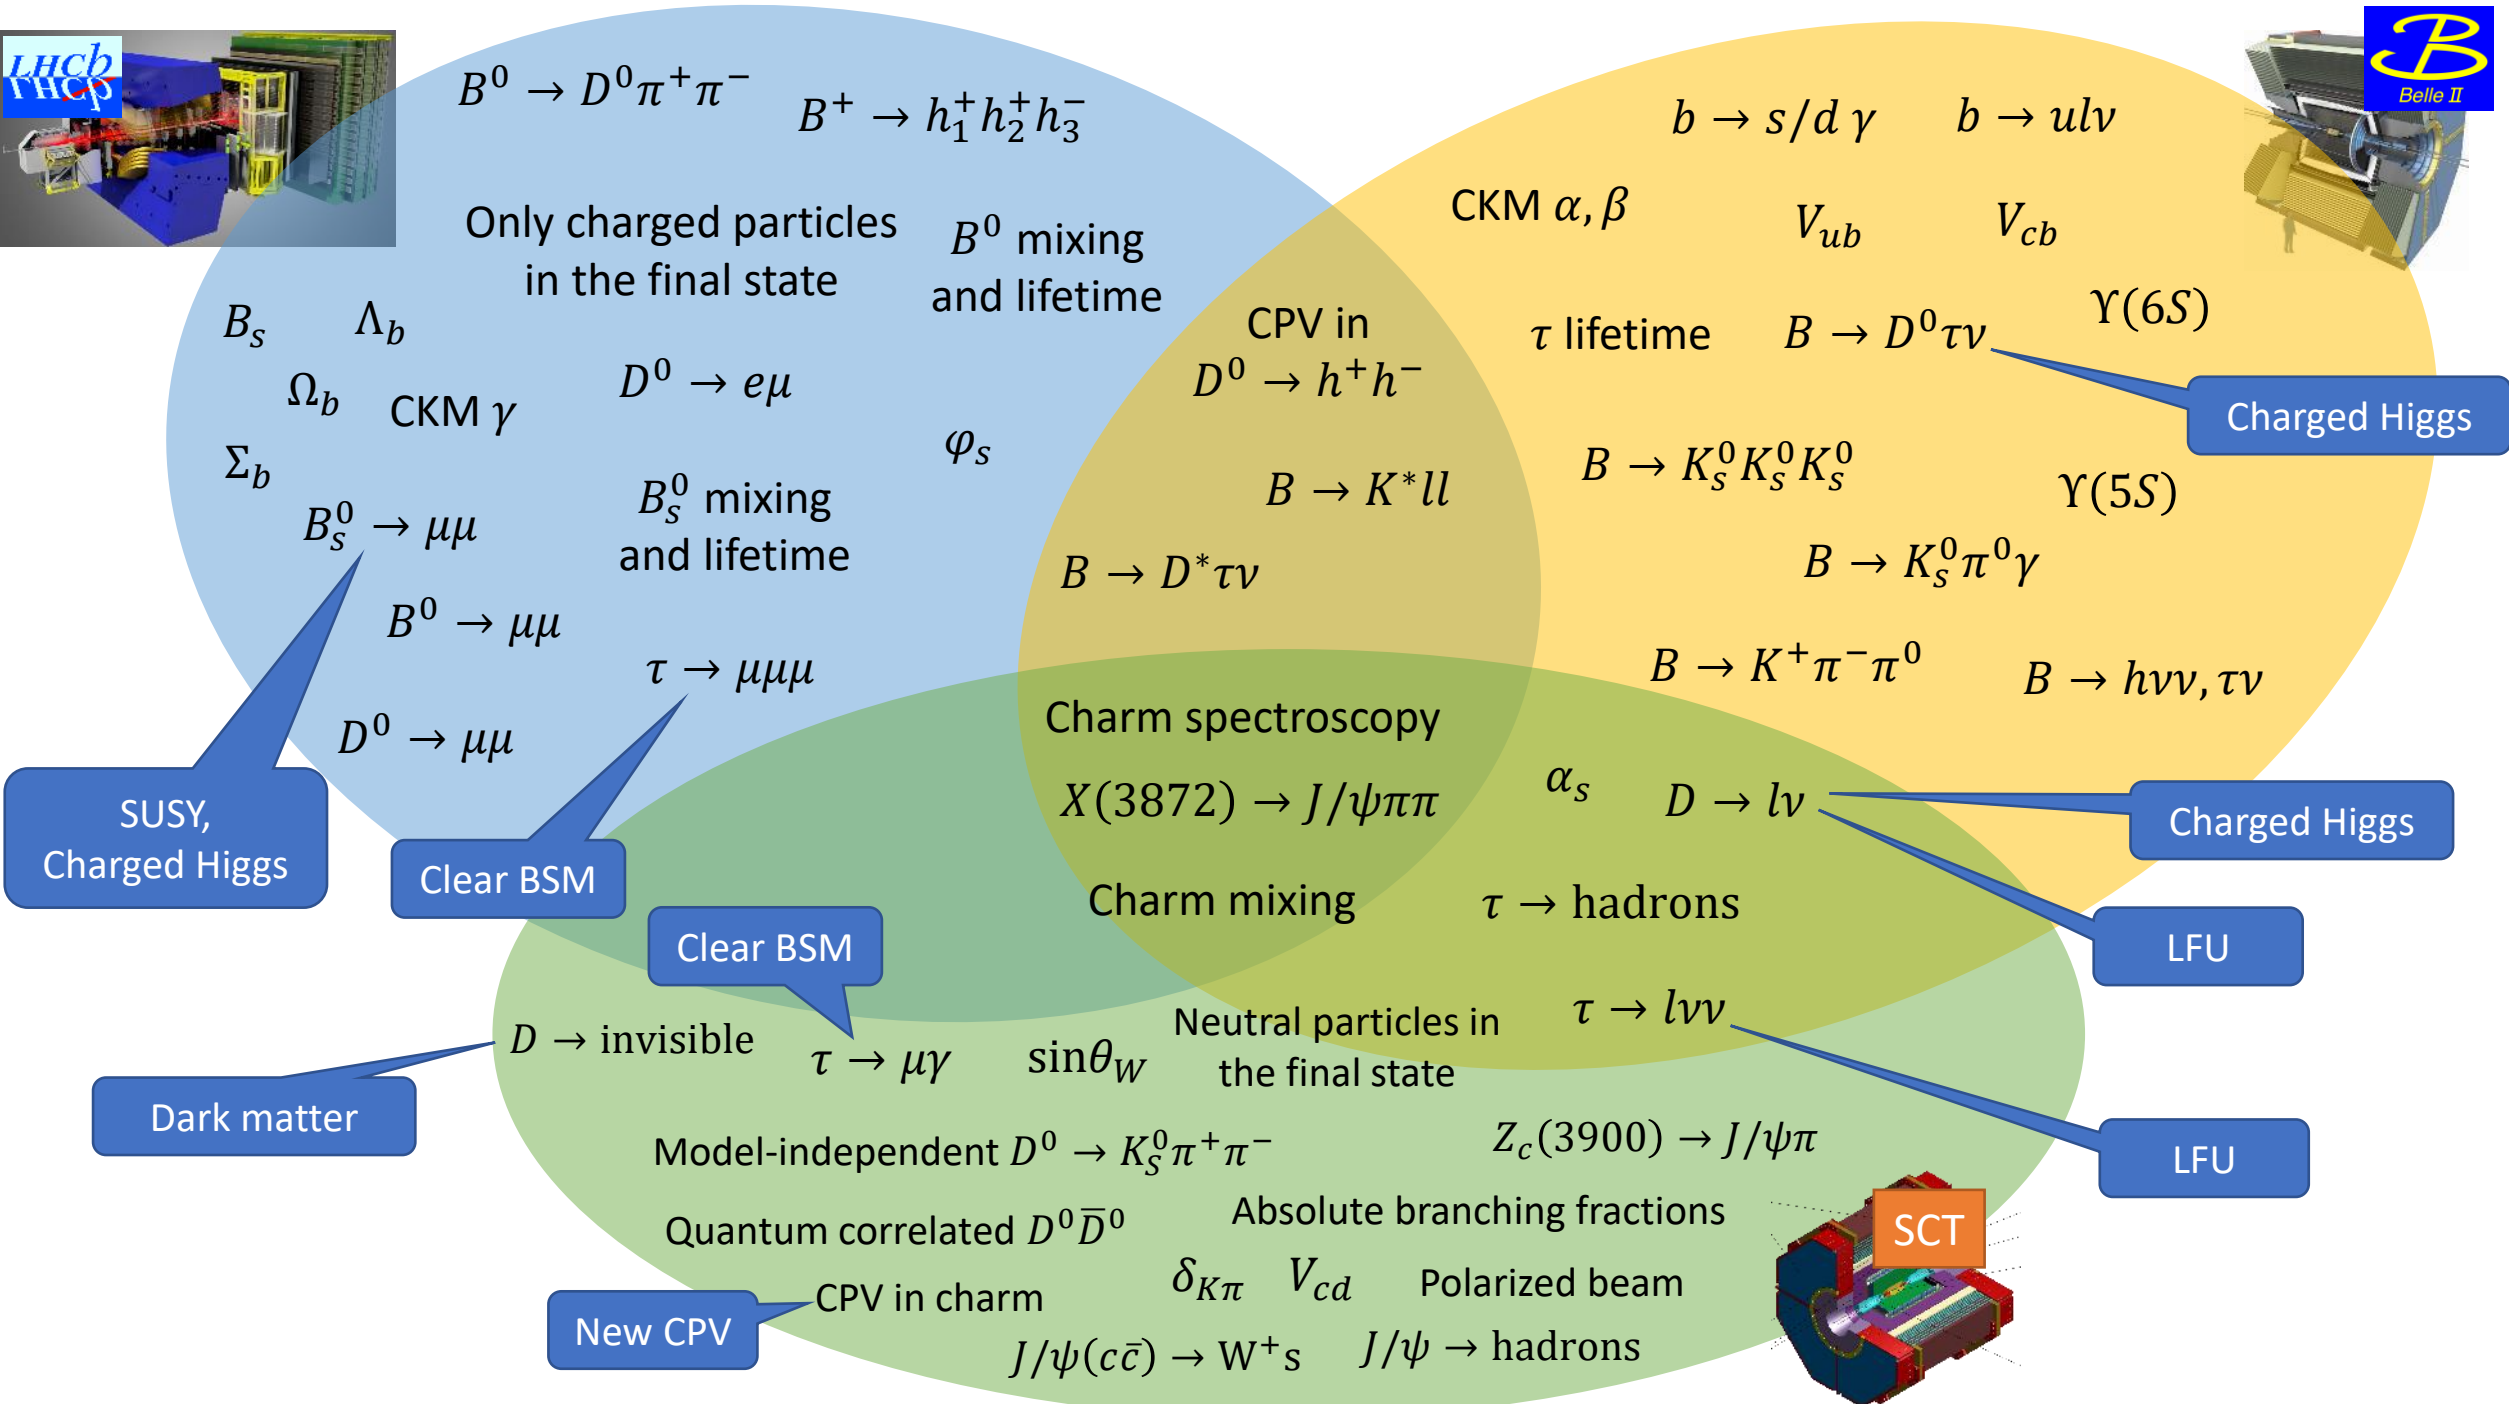 LHCb
LHCb
Belle II
B⁰ → D⁰π⁺π⁻
B⁺ → h₁⁺h₂⁺h₃⁻
b → s/d γ
b → ulν
Only charged particles
in the final state
B⁰ mixing
and lifetime
CKM α, β
V_ub
V_cb
B_s
Λ_b
CPV in
D⁰ → h⁺h⁻
τ lifetime
B → D⁰τν
ϒ(6S)
Charged Higgs
Ω_b
CKM γ
D⁰ → eμ
Σ_b
φ_s
B → K*ll
B → K_s⁰K_s⁰K_s⁰
ϒ(5S)
B_s⁰ → μμ
B_s⁰ mixing
and lifetime
B → D*τν
B → K_s⁰π⁰γ
B⁰ → μμ
τ → μμμ
B → K⁺π⁻π⁰
B → hνν, τν
D⁰ → μμ
Charm spectroscopy
X(3872) → J/ψππ
α_s
D → lν
Charged Higgs
SUSY,
Charged Higgs
Clear BSM
Clear BSM
Charm mixing
τ → hadrons
LFU
D → invisible
τ → μγ
sinθ_W
Neutral particles in
the final state
τ → lνν
Dark matter
Model-independent D⁰ → K_S⁰π⁺π⁻
Z_c(3900) → J/ψπ
LFU
Quantum correlated D⁰D̅⁰
Absolute branching fractions
SCT
New CPV
CPV in charm
δ_Kπ
V_cd
Polarized beam
J/ψ(cc̄) → W⁺s
J/ψ → hadrons